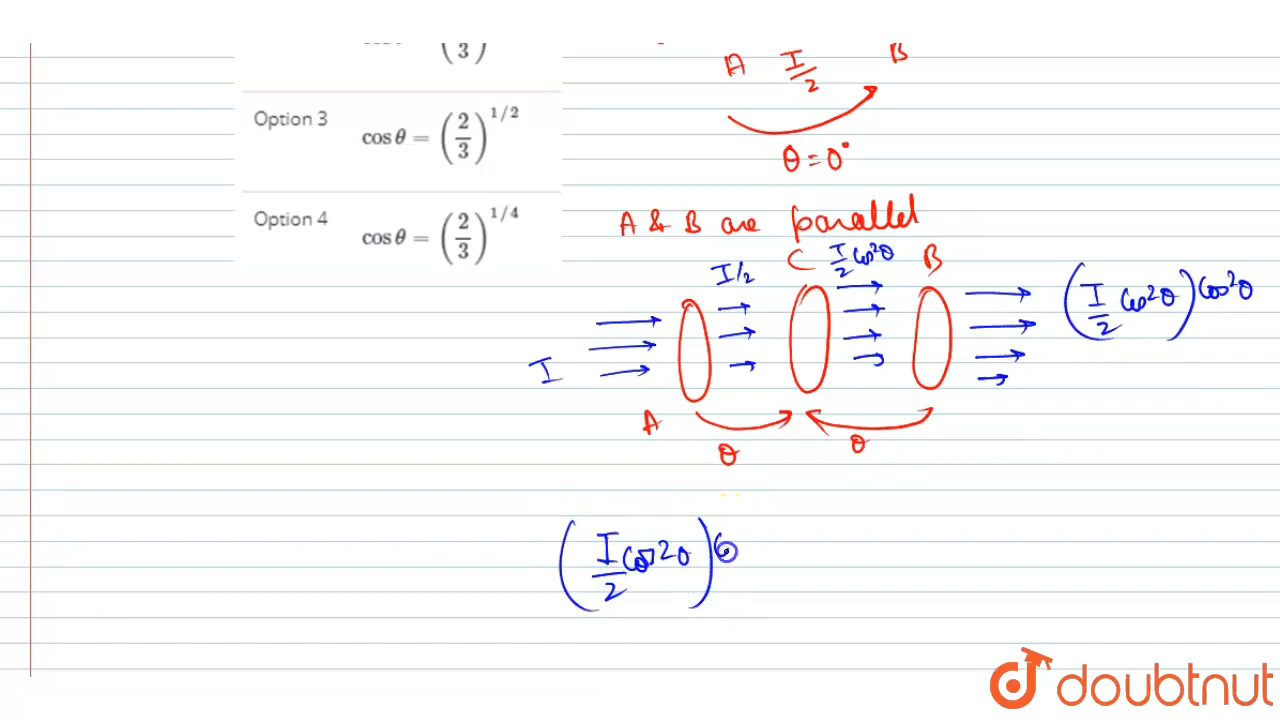 A I/2 B
θ = 0°
Option 3 cos θ = (2/3)^1/2
A & B are parallel
Option 4 cos θ = (2/3)^1/4
I/2 C I/2 cos²θ B (I/2 cos²θ) cos²θ
I
A θ θ
(I/2 cos²θ)
doubtnut